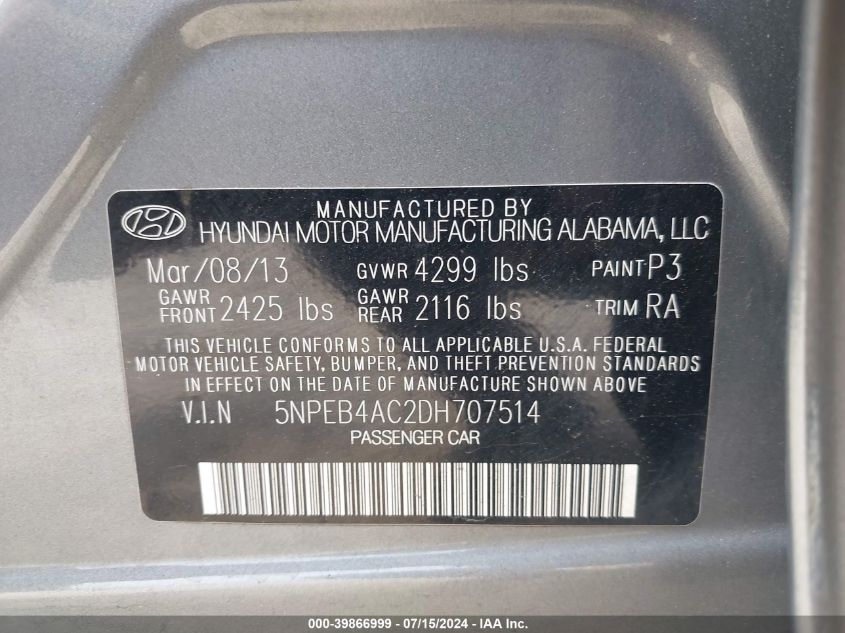 MANUFACTURED BY
HYUNDAI MOTOR MANUFACTURING ALABAMA, LLC
Mar/08/13 GVWR 4299 lbs PAINT P3
GAWR FRONT 2425 lbs GAWR REAR 2116 lbs TRIM RA
THIS VEHICLE CONFORMS TO ALL APPLICABLE U.S.A. FEDERAL
MOTOR VEHICLE SAFETY, BUMPER, AND THEFT PREVENTION STANDARDS
IN EFFECT ON THE DATE OF MANUFACTURE SHOWN ABOVE
V.I.N 5NPEB4AC2DH707514
PASSENGER CAR
000-39866999 / 07/15/2024 - IAA Inc.